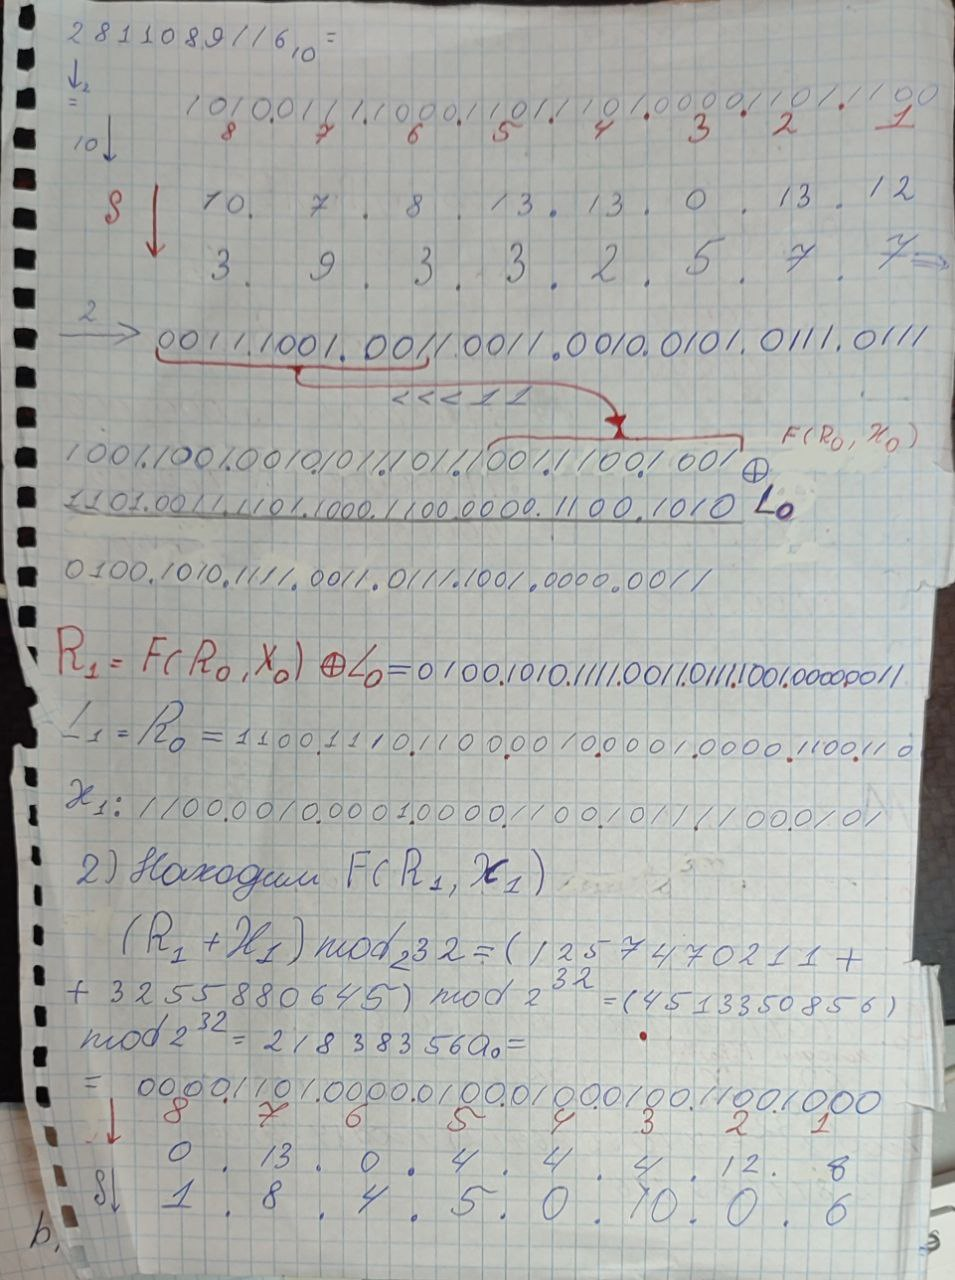 2811089116₁₀ =
↓₂
= 1010.0111.1000.1101.1101.0000.1101.1100
8 7 6 5 4 3 2 1
10↓
S↓ 10. 7. 8. 13. 13. 0. 13. 12
3. 9. 3. 3. 2. 5. 7. 7 ⇒
2→ 0011.1001.0011.0011.0010.0101.0111.0111
<<< 11
F(R₀, X₀)
1001.1001.0010.1011.1011.1001.1100.1001 ⊕
1101.0011.1101.1000.1100.0000.1100.1010 L₀
0100.1010.1111.0011.0111.1001.0000.0011
R₁ = F(R₀, X₀) ⊕ L₀ = 0100.1010.1111.0011.0111.1001.0000.0011
L₁ = R₀ = 1100.1110.1100.0010.0001.0000.1100.110
X₁: 1100.0010.0001.0000.1100.1011.1100.0101
2) Находим F(R₁, X₁)
(R₁ + X₁) mod 2³² = (1257470211 +
+ 3255880645) mod 2³² = (4513350856)
mod 2³² = 218383560₁₀ =
= 0000.1101.0000.0100.0100.0100.1100.1000
8 7 6 5 4 3 2 1
↓ 0. 13. 0. 4. 4. 4. 12. 8
S↓ 1. 8. 4. 5. 0. 10. 0. 6